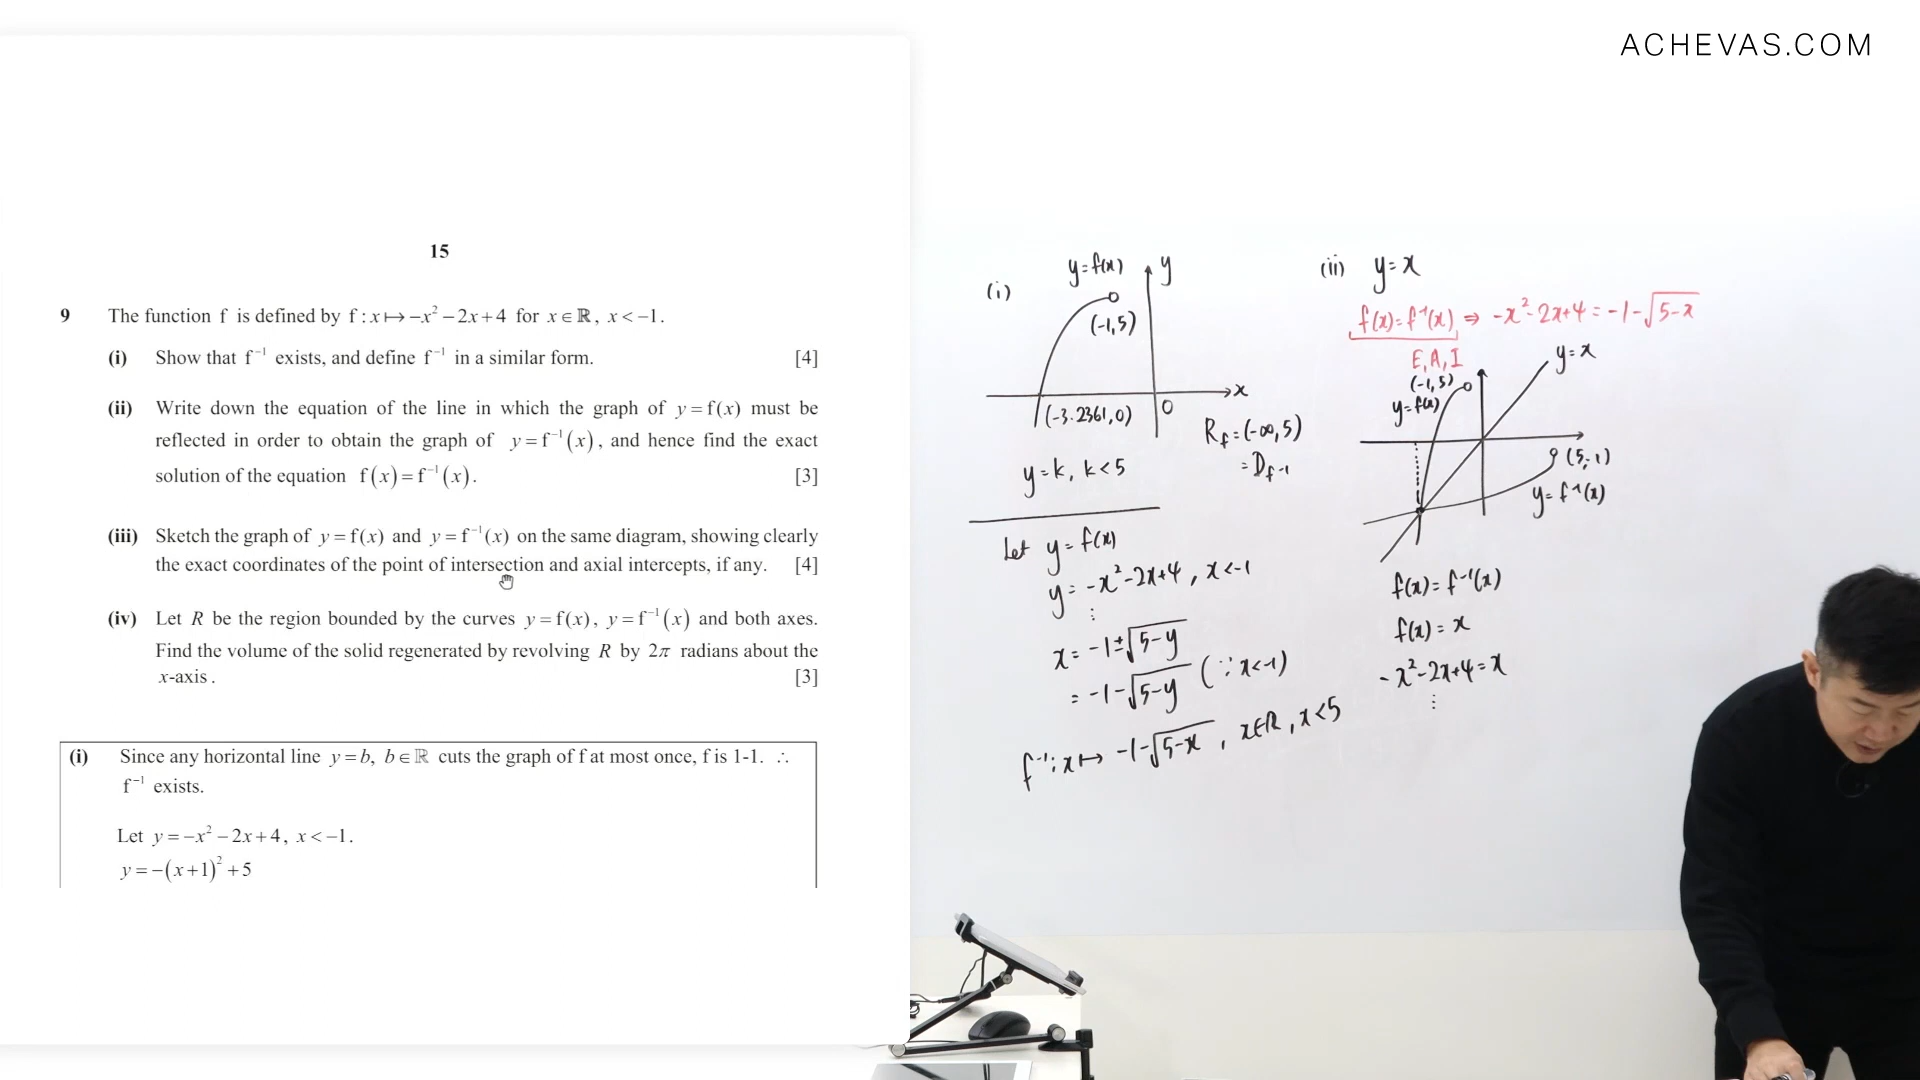 ACHEVAS.COM
15
9 The function f is defined by f : x ↦ −x² − 2x + 4 for x ∈ ℝ, x < −1.
(i) Show that f⁻¹ exists, and define f⁻¹ in a similar form. [4]
(ii) Write down the equation of the line in which the graph of y = f(x) must be
reflected in order to obtain the graph of y = f⁻¹(x), and hence find the exact
solution of the equation f(x) = f⁻¹(x). [3]
(iii) Sketch the graph of y = f(x) and y = f⁻¹(x) on the same diagram, showing clearly
the exact coordinates of the point of intersection and axial intercepts, if any. [4]
(iv) Let R be the region bounded by the curves y = f(x), y = f⁻¹(x) and both axes.
Find the volume of the solid regenerated by revolving R by 2π radians about the
x-axis. [3]
(i) Since any horizontal line y = b, b ∈ ℝ cuts the graph of f at most once, f is 1-1. ∴
f⁻¹ exists.
Let y = −x² − 2x + 4, x < −1.
y = −(x + 1)² + 5
(i)
y = f(x)
y
(-1,5)
x
(-3.2361,0)
0
R_f = (-∞,5)
= D_f⁻¹
y = k, k < 5
Let y = f(x)
y = -x² - 2x + 4, x < -1
⋮
x = -1 ± √(5-y)
= -1 - √(5-y) (∵ x < -1)
f⁻¹ : x ↦ -1 - √(5-x), x ∈ ℝ, x < 5
(ii) y = x
f(x) = f⁻¹(x) ⇒ -x² - 2x + 4 = -1 - √(5-x)
E, A, I
y = x
(-1,5)
y = f(x)
(5,-1)
y = f⁻¹(x)
f(x) = f⁻¹(x)
f(x) = x
-x² - 2x + 4 = x
⋮